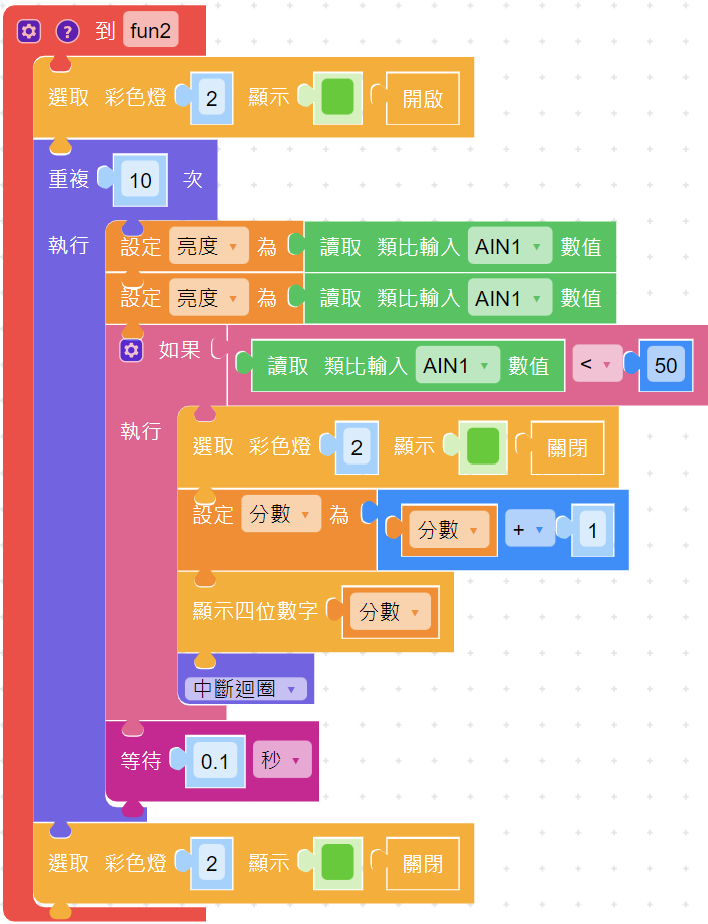 ? 到 fun2
選取 彩色燈 2 顯示 開啟
重複 10 次
執行 設定 亮度 為 讀取 類比輸入 AIN1 數值
設定 亮度 為 讀取 類比輸入 AIN1 數值
如果 讀取 類比輸入 AIN1 數值 < 50
執行 選取 彩色燈 2 顯示 關閉
設定 分數 為 分數 + 1
顯示四位數字 分數
中斷迴圈
等待 0.1 秒
選取 彩色燈 2 顯示 關閉